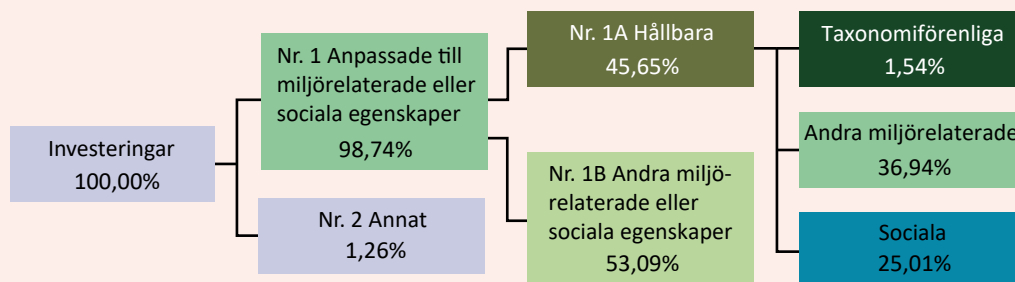 Investeringar
100,00%
Nr. 1 Anpassade till
miljörelaterade eller
sociala egenskaper
98,74%
Nr. 2 Annat
1,26%
Nr. 1A Hållbara
45,65%
Nr. 1B Andra miljö-
relaterade eller
sociala egenskaper
53,09%
Taxonomiförenliga
1,54%
Andra miljörelaterade
36,94%
Sociala
25,01%